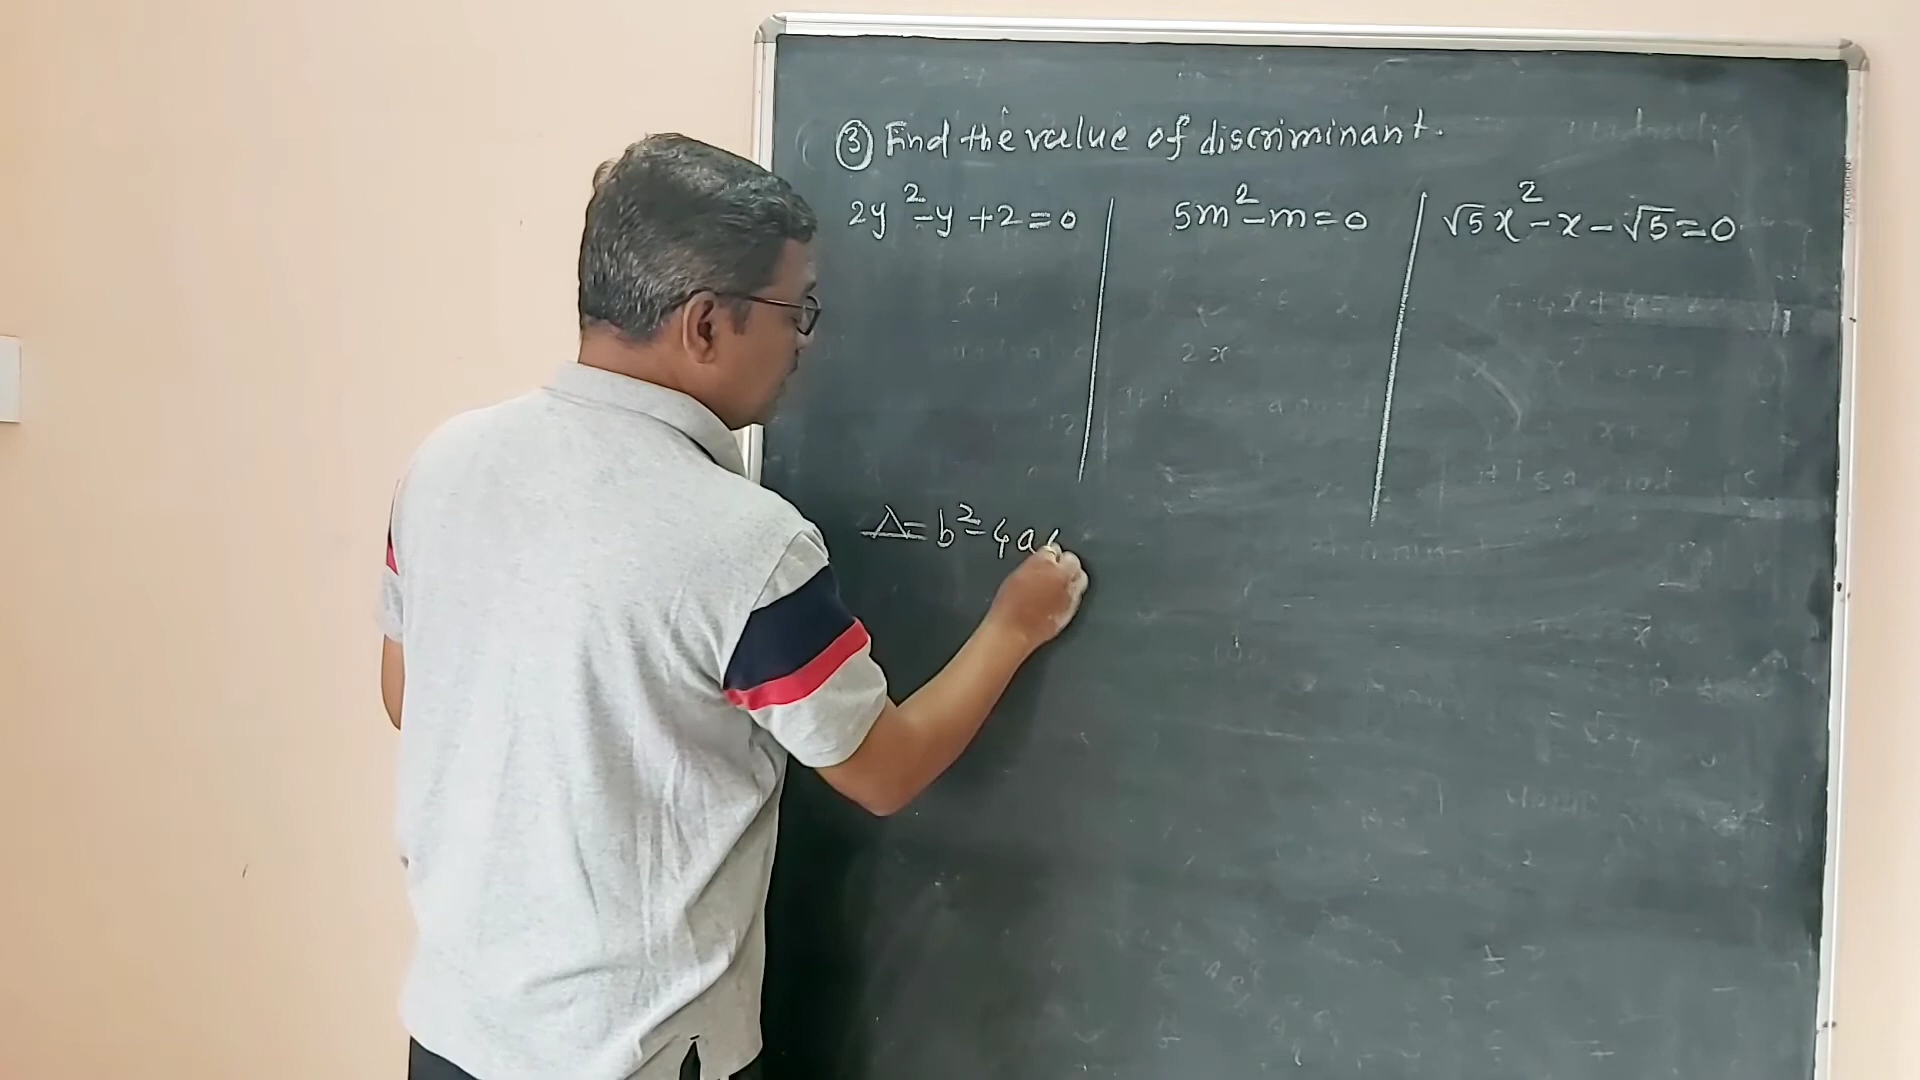 ③ Find the value of discriminant.
2y²-y+2=0 | 5m²-m=0 | √5x²-x-√5=0
Δ=b²-4ac